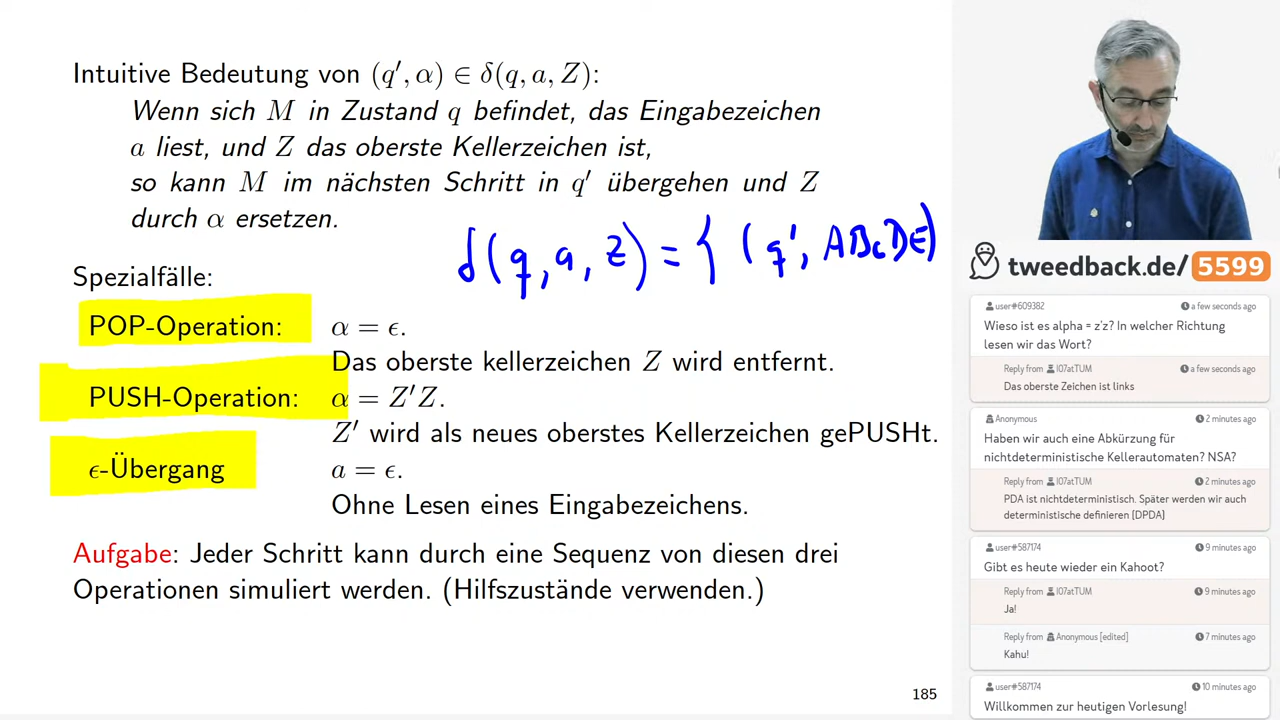 Intuitive Bedeutung von (q′, α) ∈ δ(q, a, Z):
Wenn sich M in Zustand q befindet, das Eingabezeichen
a liest, und Z das oberste Kellerzeichen ist,
so kann M im nächsten Schritt in q′ übergehen und Z
durch α ersetzen.
δ(q, a, Z) = { (q′, ABCDE)
Spezialfälle:
POP-Operation: α = ϵ.
Das oberste kellerzeichen Z wird entfernt.
PUSH-Operation: α = Z′Z.
Z′ wird als neues oberstes Kellerzeichen gePUSHt.
ϵ-Übergang a = ϵ.
Ohne Lesen eines Eingabezeichens.
Aufgabe: Jeder Schritt kann durch eine Sequenz von diesen drei
Operationen simuliert werden. (Hilfszustände verwenden.)
185
tweedback.de/ 5599
user#609382 a few seconds ago
Wieso ist es alpha = z'z? In welcher Richtung
lesen wir das Wort?
Reply from I07atTUM a few seconds ago
Das oberste Zeichen ist links
Anonymous 2 minutes ago
Haben wir auch eine Abkürzung für
nichtdeterministische Kellerautomaten? NSA?
Reply from I07atTUM 2 minutes ago
PDA ist nichtdeterministisch. Später werden wir auch
deterministische definieren [DPDA]
user#587174 9 minutes ago
Gibt es heute wieder ein Kahoot?
Reply from I07atTUM 9 minutes ago
Ja!
Reply from Anonymous [edited] 7 minutes ago
Kahu!
user#587174 10 minutes ago
Willkommen zur heutigen Vorlesung!